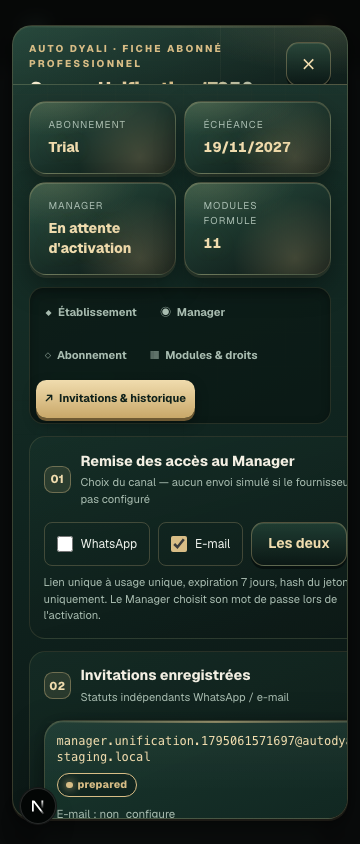 AUTO DYALI · FICHE ABONNÉ
PROFESSIONNEL
ABONNEMENT
Trial
ÉCHÉANCE
19/11/2027
MANAGER
En attente
d'activation
MODULES
FORMULE
11
Établissement
Manager
Abonnement
Modules & droits
Invitations & historique
01
Remise des accès au Manager
Choix du canal — aucun envoi simulé si le fournisseu
pas configuré
WhatsApp
E-mail
Les deux
Lien unique à usage unique, expiration 7 jours, hash du jeton
uniquement. Le Manager choisit son mot de passe lors de
l'activation.
02
Invitations enregistrées
Statuts indépendants WhatsApp / e-mail
manager.unification.1795061571697@autodya
staging.local
prepared
E-mail : non_configure
N